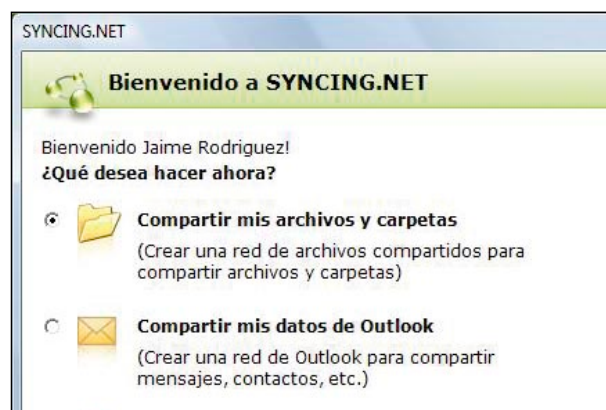 SYNCING.NET
Bienvenido a SYNCING.NET
Bienvenido Jaime Rodriguez!
¿Qué desea hacer ahora?
Compartir mis archivos y carpetas
(Crear una red de archivos compartidos para
compartir archivos y carpetas)
Compartir mis datos de Outlook
(Crear una red de Outlook para compartir
mensajes, contactos, etc.)